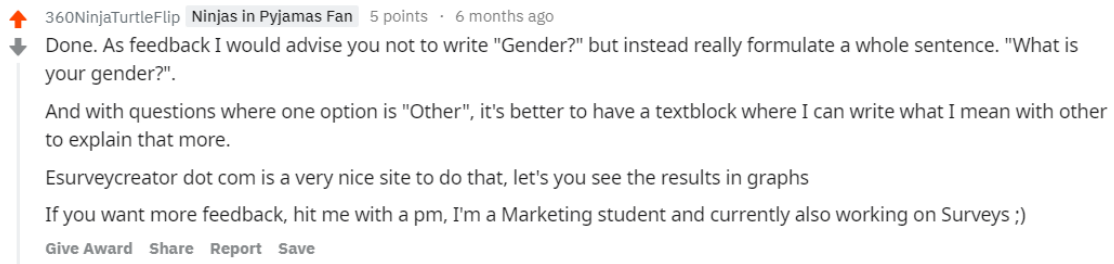 360NinjaTurtleFlip Ninjas in Pyjamas Fan 5 points · 6 months ago
Done. As feedback I would advise you not to write "Gender?" but instead really formulate a whole sentence. "What is
your gender?".
And with questions where one option is "Other", it's better to have a textblock where I can write what I mean with other
to explain that more.
Esurveycreator dot com is a very nice site to do that, let's you see the results in graphs
If you want more feedback, hit me with a pm, I'm a Marketing student and currently also working on Surveys ;)
Give Award Share Report Save